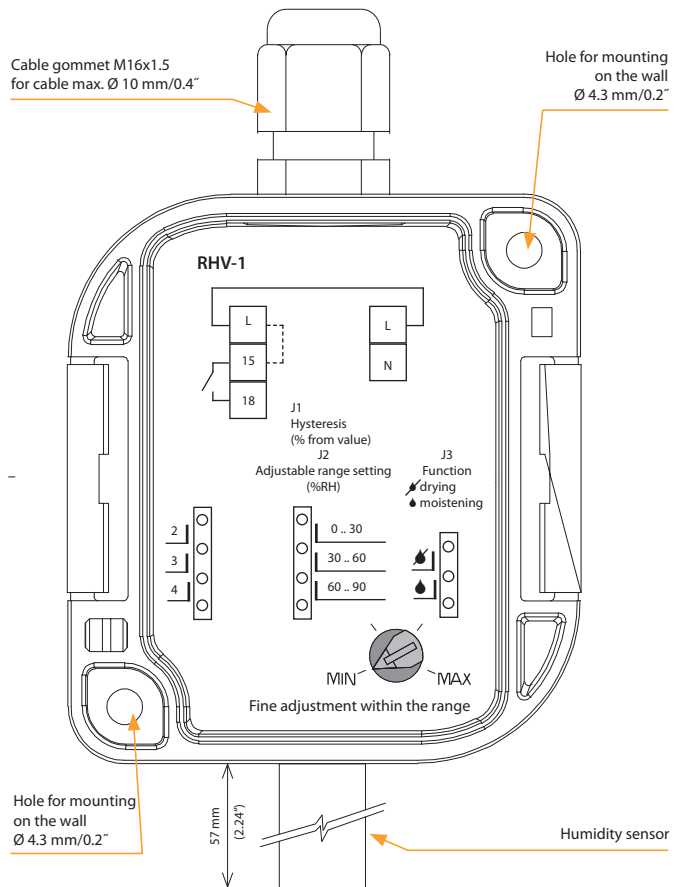 Cable gommet M16x1.5
for cable max. Ø 10 mm/0.4˝
Hole for mounting
on the wall
Ø 4.3 mm/0.2˝
RHV-1
L
15
18
L
N
J1
Hysteresis
(% from value)
J2
Adjustable range setting
(%RH)
J3
Function
drying
moistening
2
3
4
0 .. 30
30 .. 60
60 .. 90
MIN
MAX
Fine adjustment within the range
Hole for mounting
on the wall
Ø 4.3 mm/0.2˝
57 mm
(2.24")
Humidity sensor